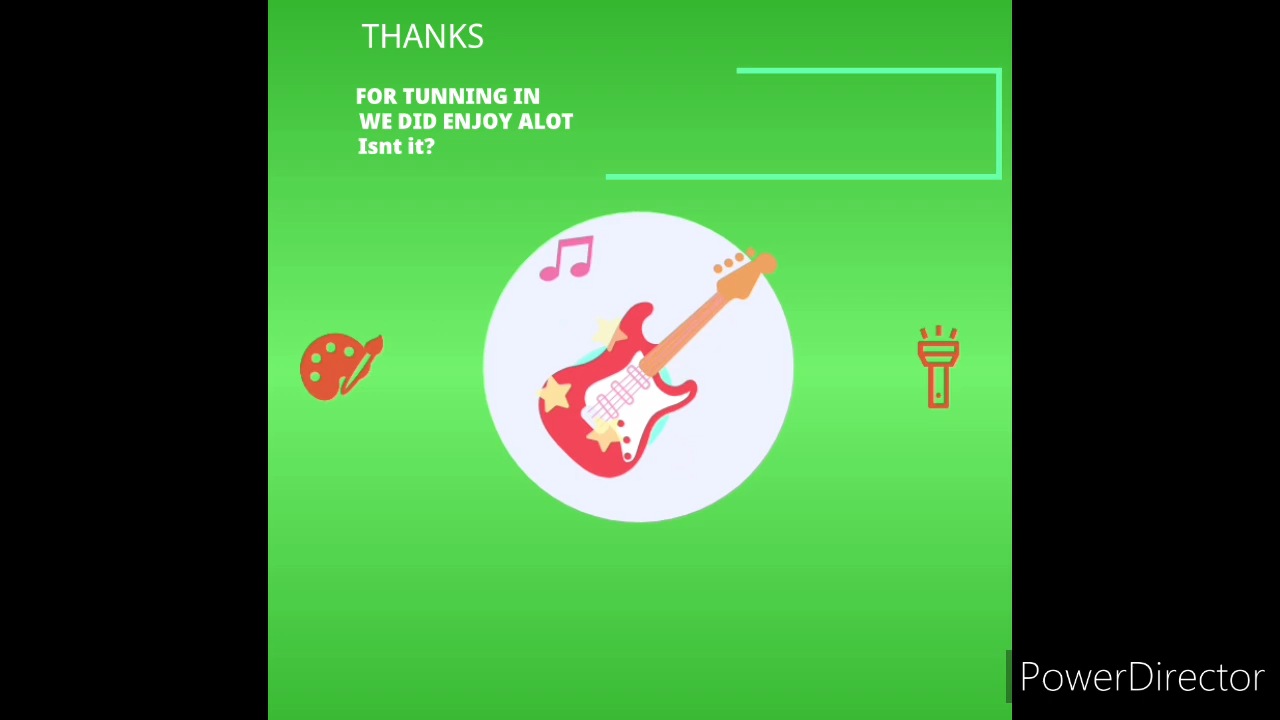 THANKS
FOR TUNNING IN
WE DID ENJOY ALOT
Isnt it?
PowerDirector